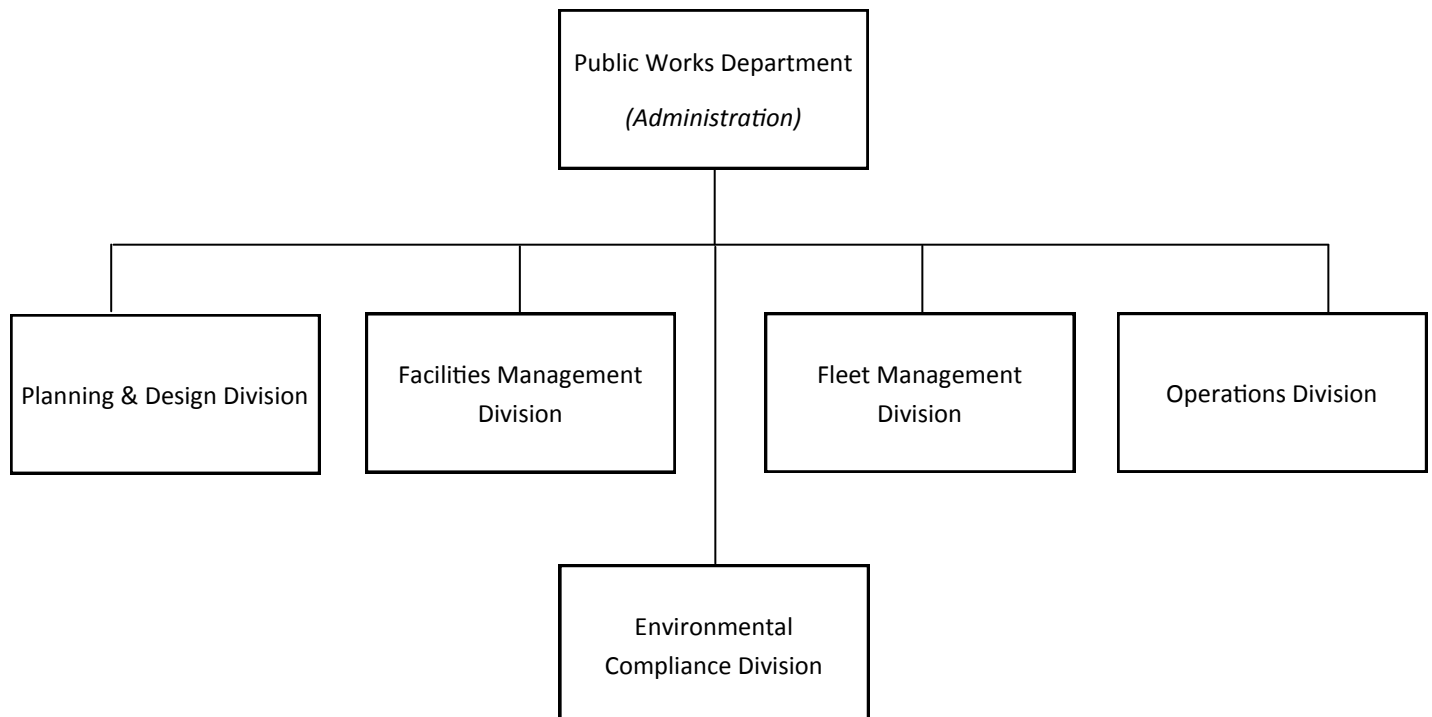 Public Works Department
(Administration)
Planning & Design Division
Facilities Management
Division
Fleet Management
Division
Operations Division
Environmental
Compliance Division